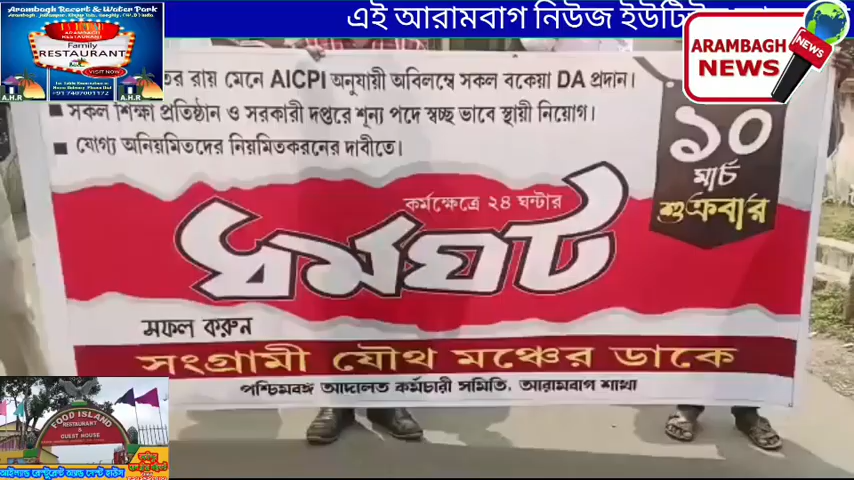 এই আরামবাগ নিউজ
ARAMBAGH
NEWS
Arambagh Resort & Water Park
Family
RESTAURANT
VISIT NOW
A.H.R
A.H.R
রায় মেনে AICPI অনুযায়ী অবিলম্বে সকল বকেয়া DA প্রদান।
সকল শিক্ষা প্রতিষ্ঠান ও সরকারী দপ্তরে শূন্য পদে স্বচ্ছ ভাবে স্থায়ী নিয়োগ।
যোগ্য অনিয়মিতদের নিয়মিতকরনের দাবীতে।
১০
মার্চ
শুক্রবার
কর্মক্ষেত্রে ২৪ ঘন্টার
ধর্মঘট
সফল করুন
সংগ্রামী যৌথ মঞ্চের ডাকে
পশ্চিমবঙ্গ আদালত কর্মচারী সমিতি, আরামবাগ শাখা
FOOD ISLAND
RESTAURANT
&
GUEST HOUSE